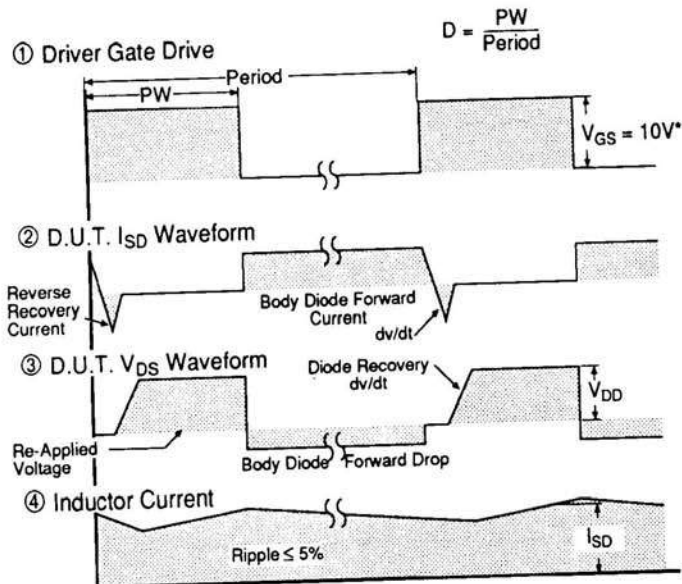 ① Driver Gate Drive
D = PW
Period
Period
PW
V_GS = 10V*
② D.U.T. I_SD Waveform
Reverse
Recovery
Current
Body Diode Forward
Current
dv/dt
③ D.U.T. V_DS Waveform
Diode Recovery
dv/dt
V_DD
Re-Applied
Voltage
Body Diode Forward Drop
④ Inductor Current
Ripple ≤ 5%
I_SD